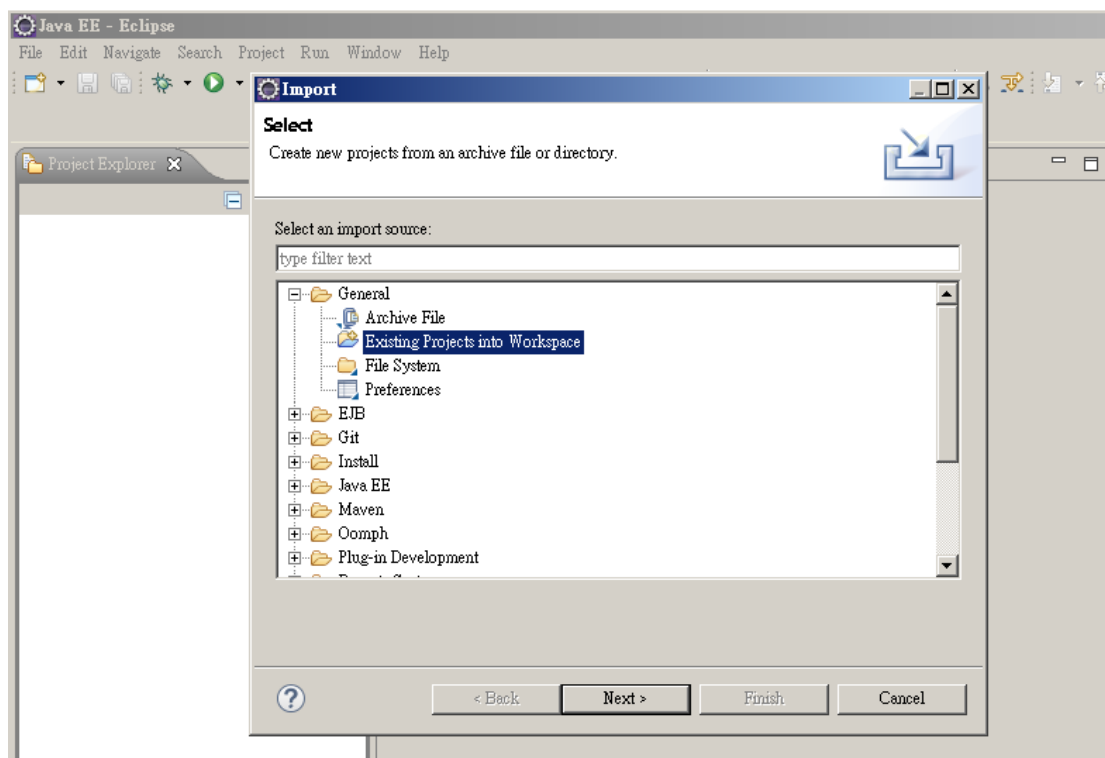 Java EE - Eclipse
File Edit Navigate Search Project Run Window Help
Import
Select
Create new projects from an archive file or directory.
Project Explorer
Select an import source:
type filter text
General
Archive File
Existing Projects into Workspace
File System
Preferences
EJB
Git
Install
Java EE
Maven
Oomph
Plug-in Development
? < Back Next > Finish Cancel